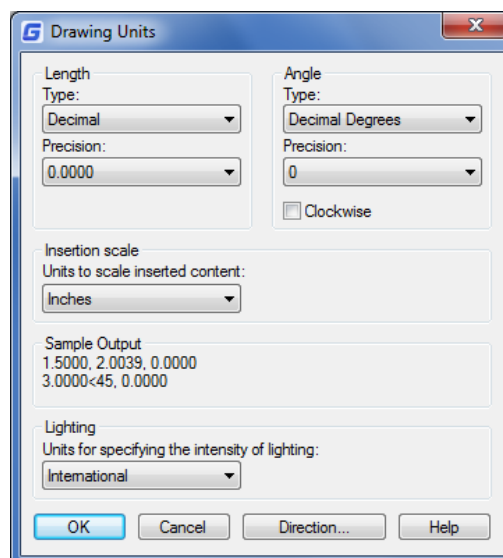 Drawing Units
Length
Type:
Decimal
Precision:
0.0000
Angle
Type:
Decimal Degrees
Precision:
0
Clockwise
Insertion scale
Units to scale inserted content:
Inches
Sample Output
1.5000, 2.0039, 0.0000
3.0000<45, 0.0000
Lighting
Units for specifying the intensity of lighting:
International
OK Cancel Direction... Help